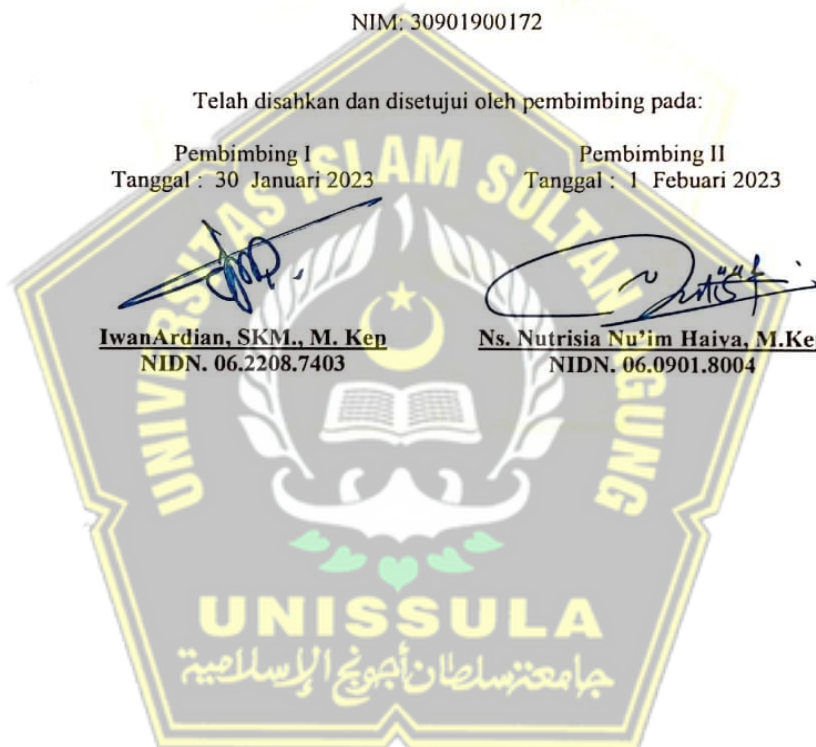 NIM: 30901900172
Telah disahkan dan disetujui oleh pembimbing pada:
Pembimbing I
Tanggal : 30 Januari 2023
Pembimbing II
Tanggal : 1 Febuari 2023
IwanArdian, SKM., M. Kep
NIDN. 06.2208.7403
Ns. Nutrisia Nu'im Haiya, M.Kep
NIDN. 06.0901.8004
UNIVERSITAS ISLAM SULTAN AGUNG
UNISSULA
جامعة سلطان أجونج الإسلامية